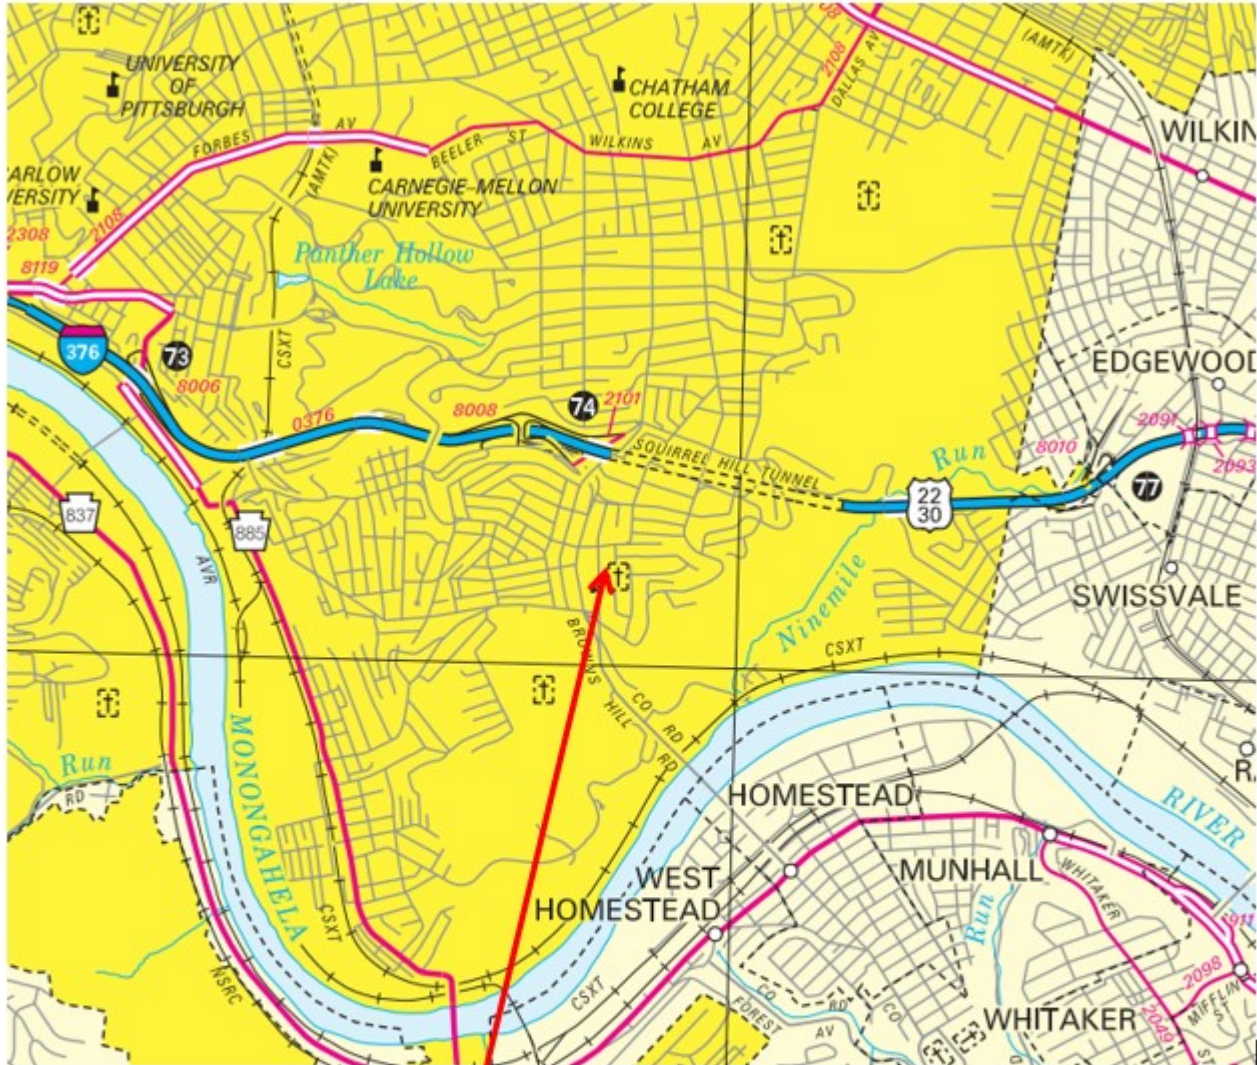 (AMTK)
UNIVERSITY
OF
PITTSBURGH
CHATHAM
COLLEGE
2108
DALLAS AV
WILKIN
FORBES AV
BEELER ST
WILKINS AV
(AMTK)
CARNEGIE-MELLON
UNIVERSITY
ARLOW
VERSITY
2308
2108
8119
Panther Hollow
Lake
376
73
8006
CSXT
0376
8008
74
2101
SQUIRREL HILL TUNNEL
EDGEWOOD
2091
2093
8010
Run
22
30
77
837
885
AVR
SWISSVALE
Ninemile
CSXT
BROWNS
HILL
RD
CO RD
Run
RD
MONONGAHELA
RIVER
HOMESTEAD
MUNHALL
WEST
HOMESTEAD
WHITAKER
Run
CSXT
NSRC
CSXT
CO
RD
FOREST
AV
CO
WHITAKER
2098
MIFFLIN
ST
2049
R